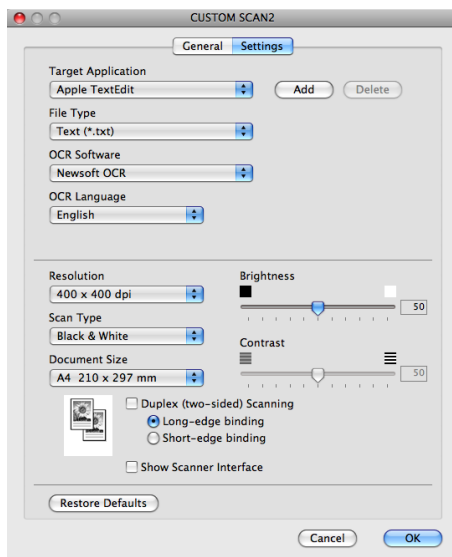 CUSTOM SCAN2
General Settings
Target Application
Apple TextEdit Add Delete
File Type
Text (*.txt)
OCR Software
Newsoft OCR
OCR Language
English
Resolution Brightness
400 x 400 dpi 50
Scan Type
Black & White Contrast
Document Size
A4 210 x 297 mm 50
Duplex (two-sided) Scanning
Long-edge binding
Short-edge binding
Show Scanner Interface
Restore Defaults
Cancel OK